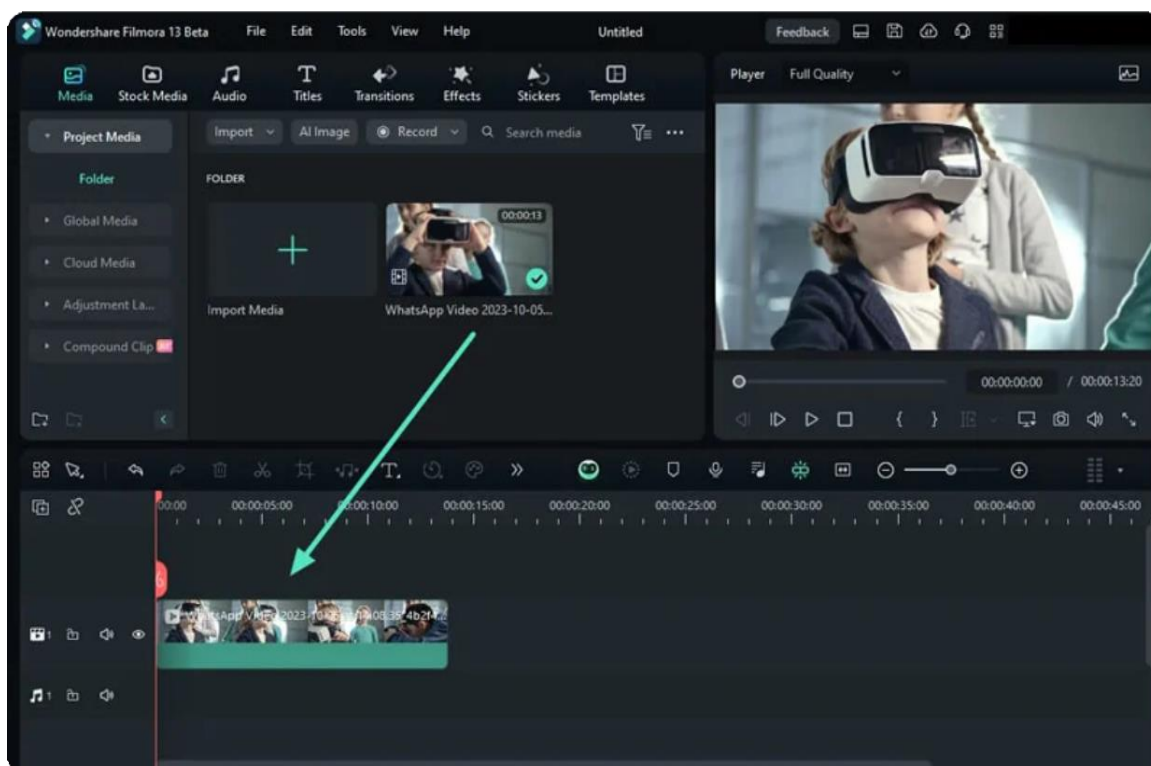 Wondershare Filmora 13 Beta File Edit Tools View Help Untitled Feedback
Media Stock Media Audio Titles Transitions Effects Stickers Templates
Player Full Quality
Project Media
Import AI Image Record Search media
Folder
FOLDER
Global Media
Cloud Media
Adjustment La...
Compound Clip
00:00:13
Import Media WhatsApp Video 2023-10-05...
00:00:00:00 / 00:00:13:20
00:00 00:00:05:00 00:00:10:00 00:00:15:00 00:00:20:00 00:00:25:00 00:00:30:00 00:00:35:00 00:00:40:00 00:00:45:00
6
WhatsApp Video 2023-10-
1
1